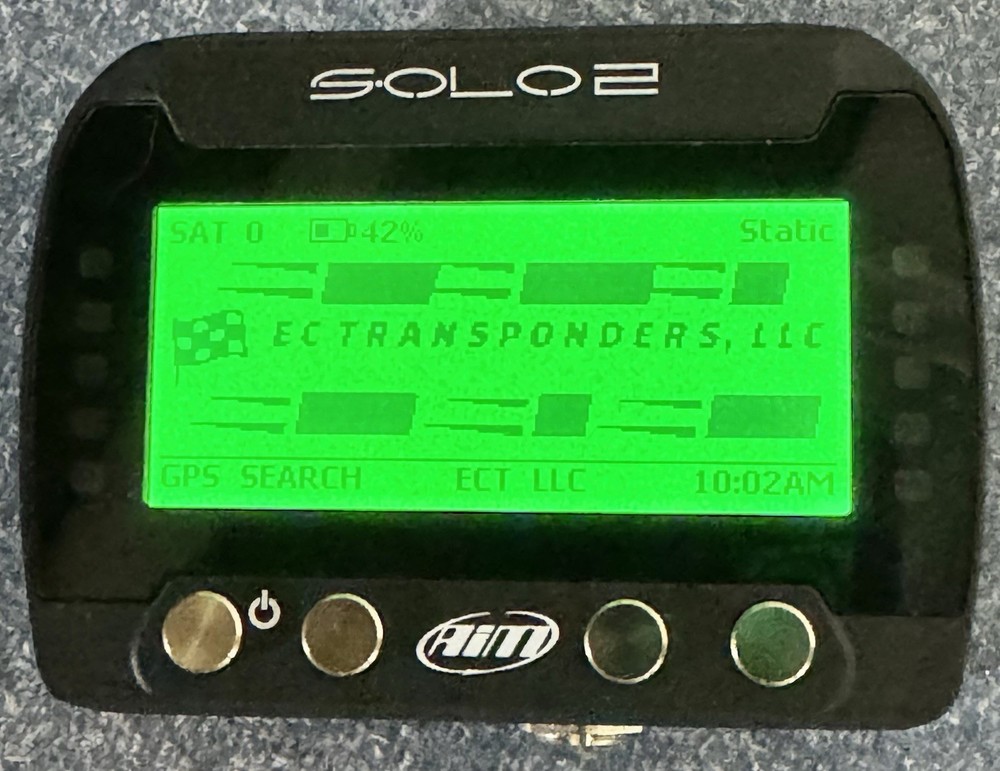 SOLO2
SAT 0 42% Static
EC TRANSPONDERS, LLC
GPS SEARCH ECT LLC 10:02AM
AiM